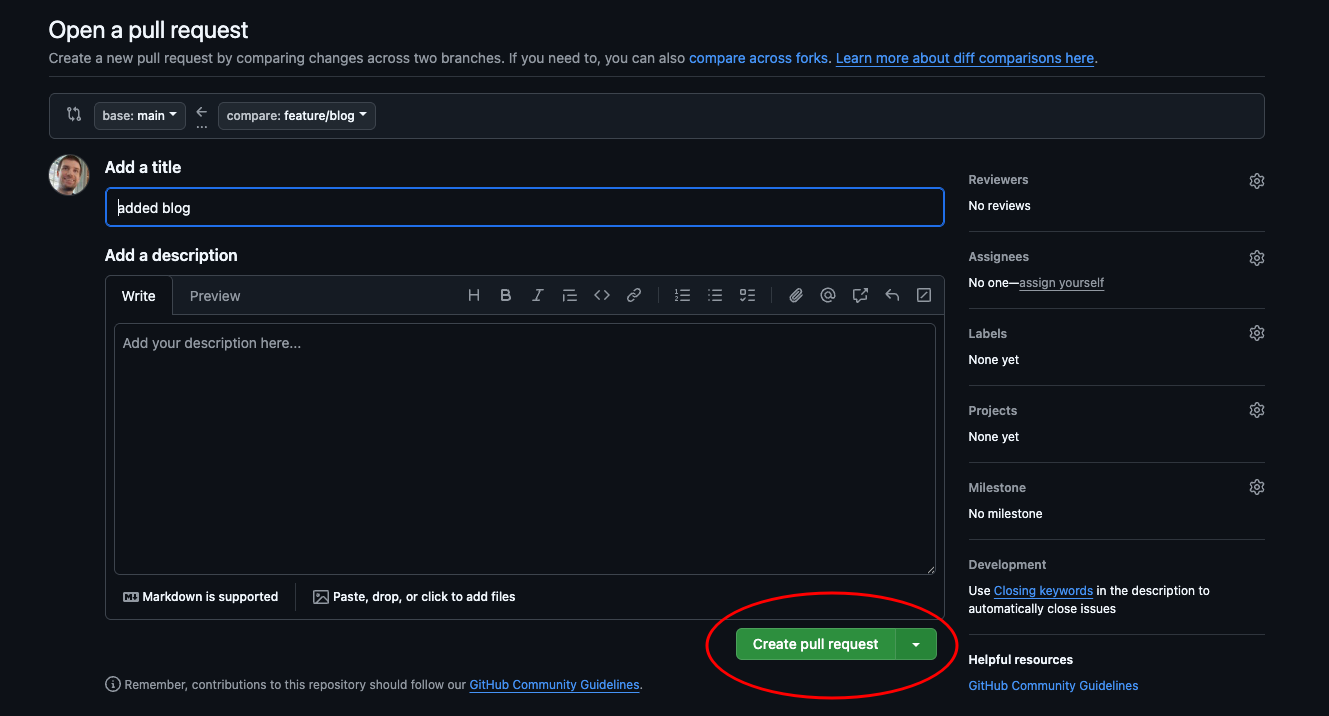 Open a pull request
Create a new pull request by comparing changes across two branches. If you need to, you can also compare across forks. Learn more about diff comparisons here.
base: main
...
compare: feature/blog
Add a title
added blog
Add a description
Write
Preview
Add your description here...
Markdown is supported
Paste, drop, or click to add files
Create pull request
Remember, contributions to this repository should follow our GitHub Community Guidelines.
Reviewers
No reviews
Assignees
No one—assign yourself
Labels
None yet
Projects
None yet
Milestone
No milestone
Development
Use Closing keywords in the description to
automatically close issues
Helpful resources
GitHub Community Guidelines